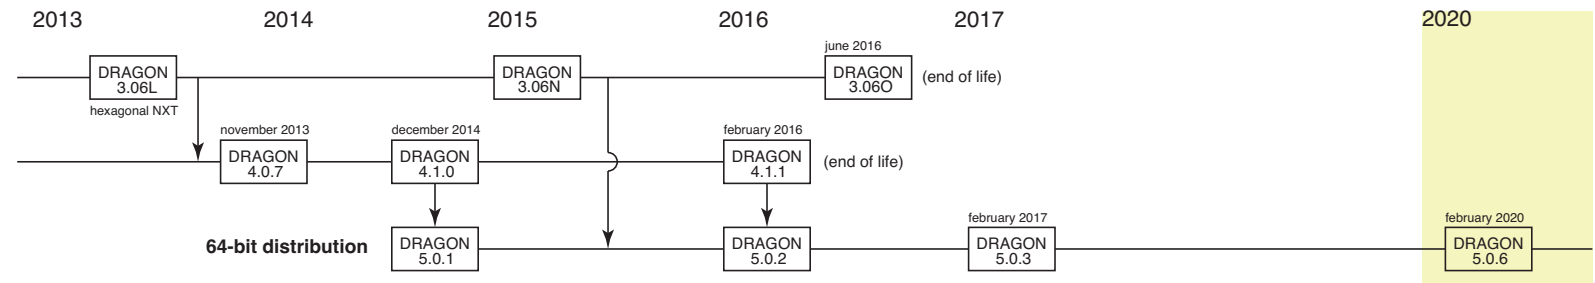 2013 2014 2015 2016 2017 2020
june 2016
DRAGON
3.06L
DRAGON
3.06N
DRAGON
3.06O
(end of life)
hexagonal NXT
november 2013
december 2014
february 2016
DRAGON
4.0.7
DRAGON
4.1.0
DRAGON
4.1.1
(end of life)
february 2017
february 2020
64-bit distribution
DRAGON
5.0.1
DRAGON
5.0.2
DRAGON
5.0.3
DRAGON
5.0.6